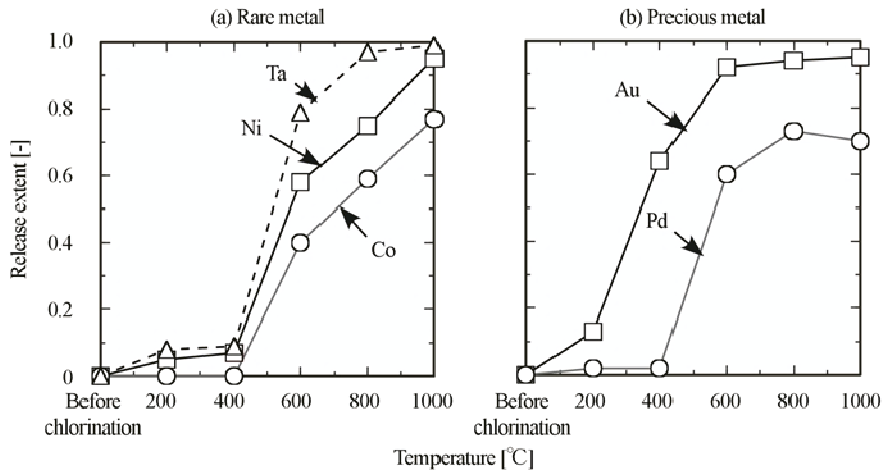 (a) Rare metal
(b) Precious metal
1.0
0.8
0.6
0.4
0.2
0
Release extent [-]
Ta
Ni
Co
Au
Pd
Before
chlorination
200
400
600
800
1000
Before
chlorination
200
400
600
800
1000
Temperature [℃]